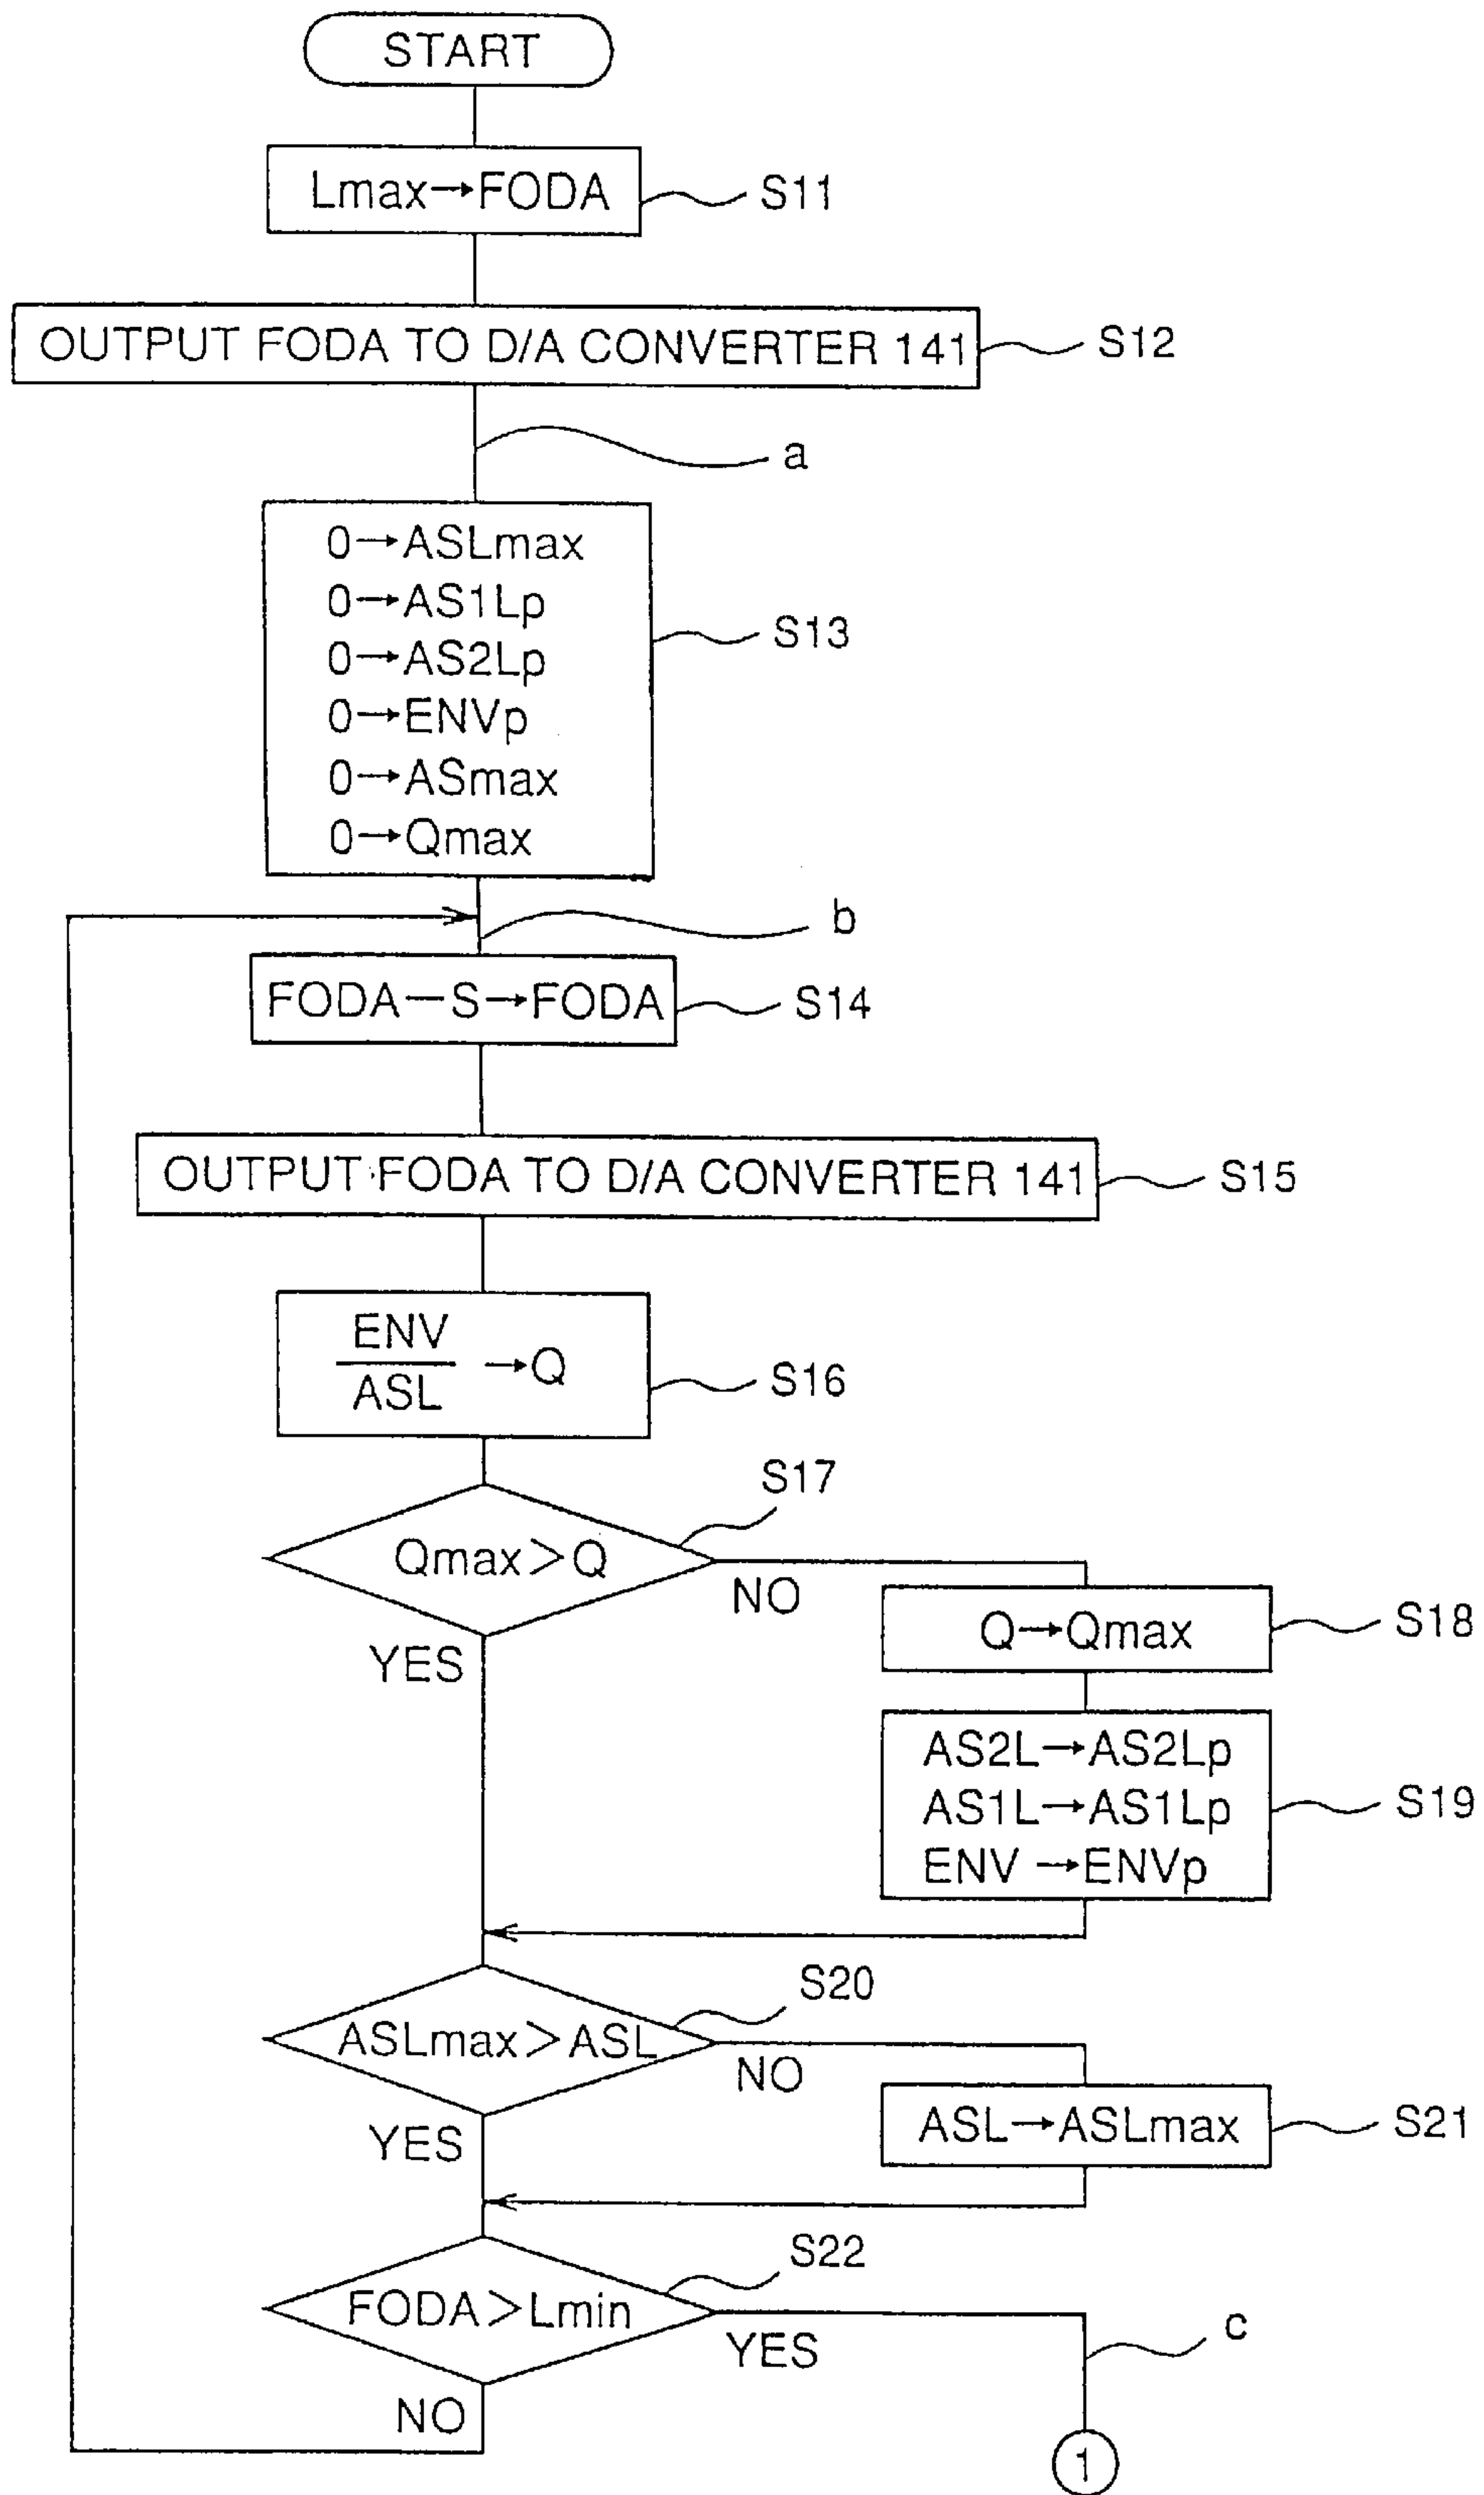 START
Lmax→FODA
S11
OUTPUT FODA TO D/A CONVERTER 141
S12
a
0→ASLmax
0→AS1Lp
0→AS2Lp
0→ENVp
0→ASmax
0→Qmax
S13
b
FODA—S→FODA
S14
OUTPUT FODA TO D/A CONVERTER 141
S15
ENV
ASL
→Q
S16
S17
Qmax>Q
NO
YES
Q→Qmax
S18
AS2L→AS2Lp
AS1L→AS1Lp
ENV→ENVp
S19
S20
ASLmax>ASL
NO
YES
ASL→ASLmax
S21
S22
FODA>Lmin
YES
c
NO
1